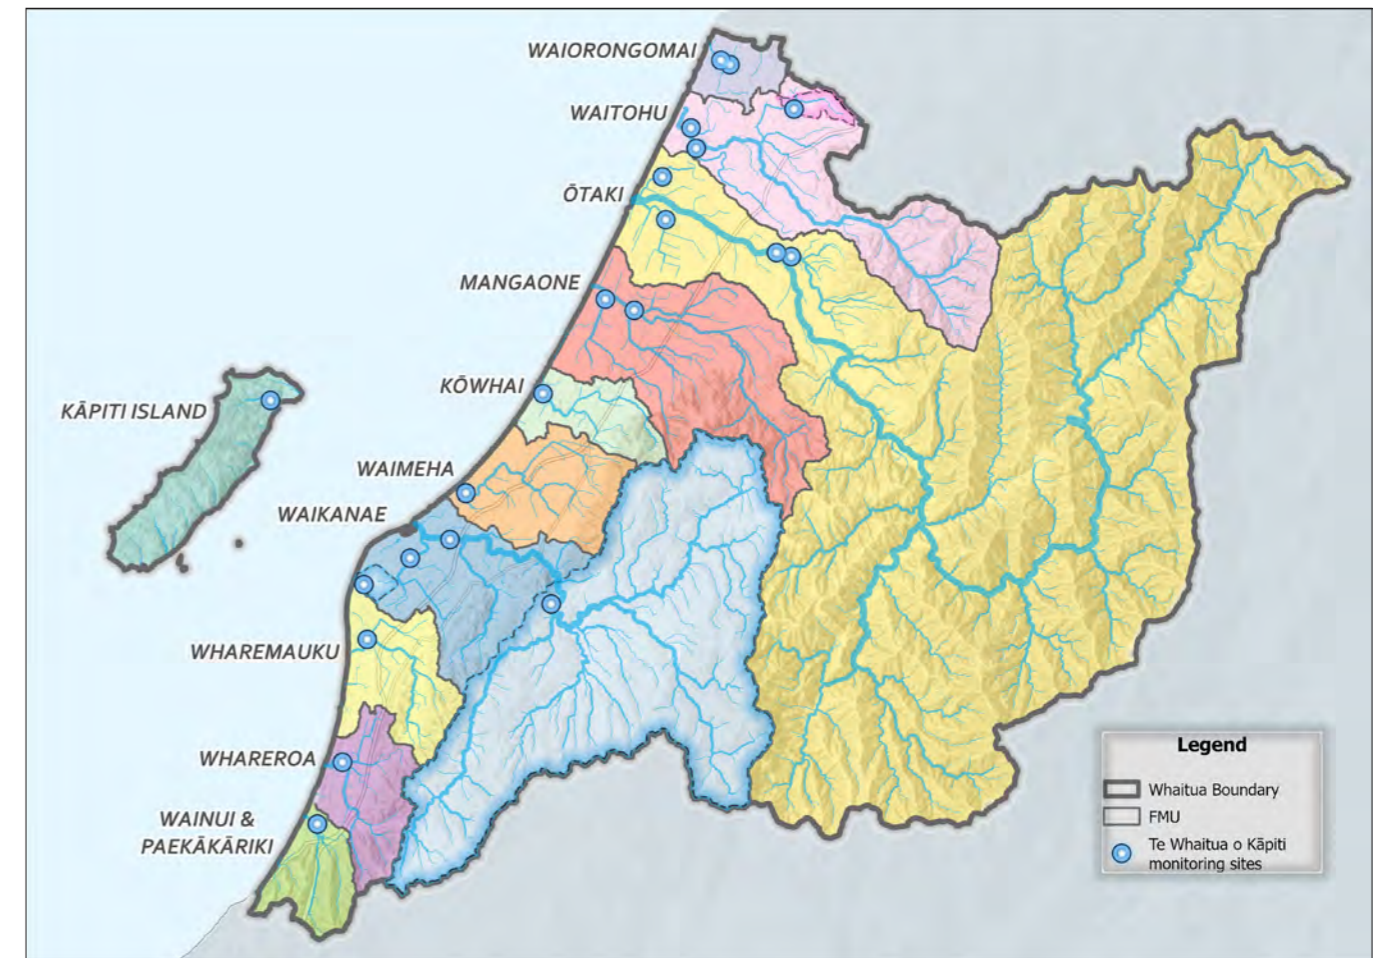 WAIORONGOMAI
WAITOHU
ŌTAKI
MANGAONE
KŌWHAI
KĀPITI ISLAND
WAIMEHA
WAIKANAE
WHAREMAUKU
WHAREROA
WAINUI &
PAEKĀKĀRIKI
Legend
Whaitua Boundary
FMU
Te Whaitua o Kāpiti
monitoring sites